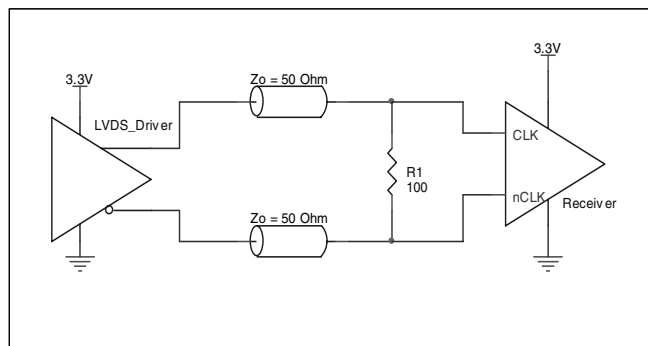 3.3V
LVDS_Driver
Zo = 50 Ohm
Zo = 50 Ohm
R1
100
3.3V
CLK
nCLK
Receiver